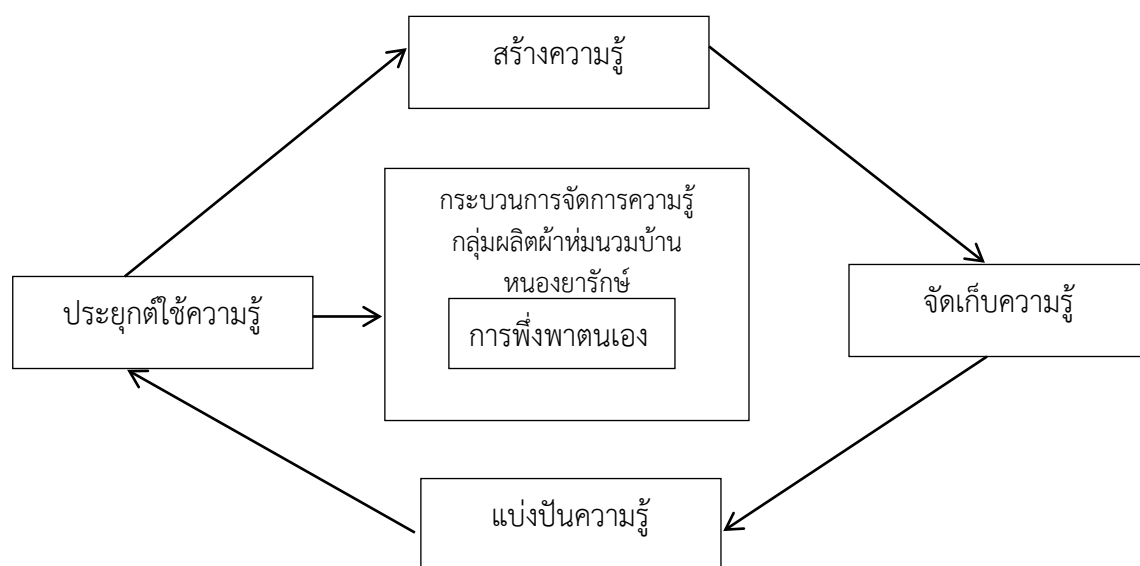 สร้างความรู้
กระบวนการจัดการความรู้
กลุ่มผลิตผ้าห่มนวมบ้าน
หนองยารักษ์
การพึ่งพาตนเอง
ประยุกต์ใช้ความรู้
จัดเก็บความรู้
แบ่งปันความรู้